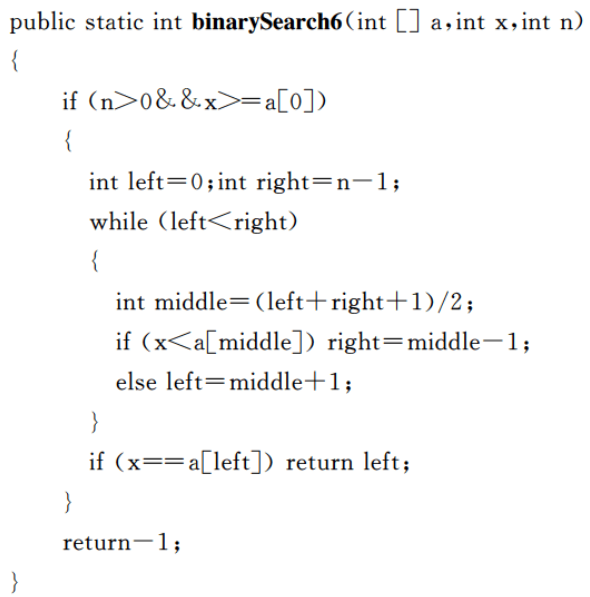 public static int binarySearch6(int [] a,int x,int n)
{
if (n>0&&x>=a[0])
{
int left=0;int right=n-1;
while (left<right)
{
int middle=(left+right+1)/2;
if (x<a[middle]) right=middle-1;
else left=middle+1;
}
if (x==a[left]) return left;
}
return-1;
}